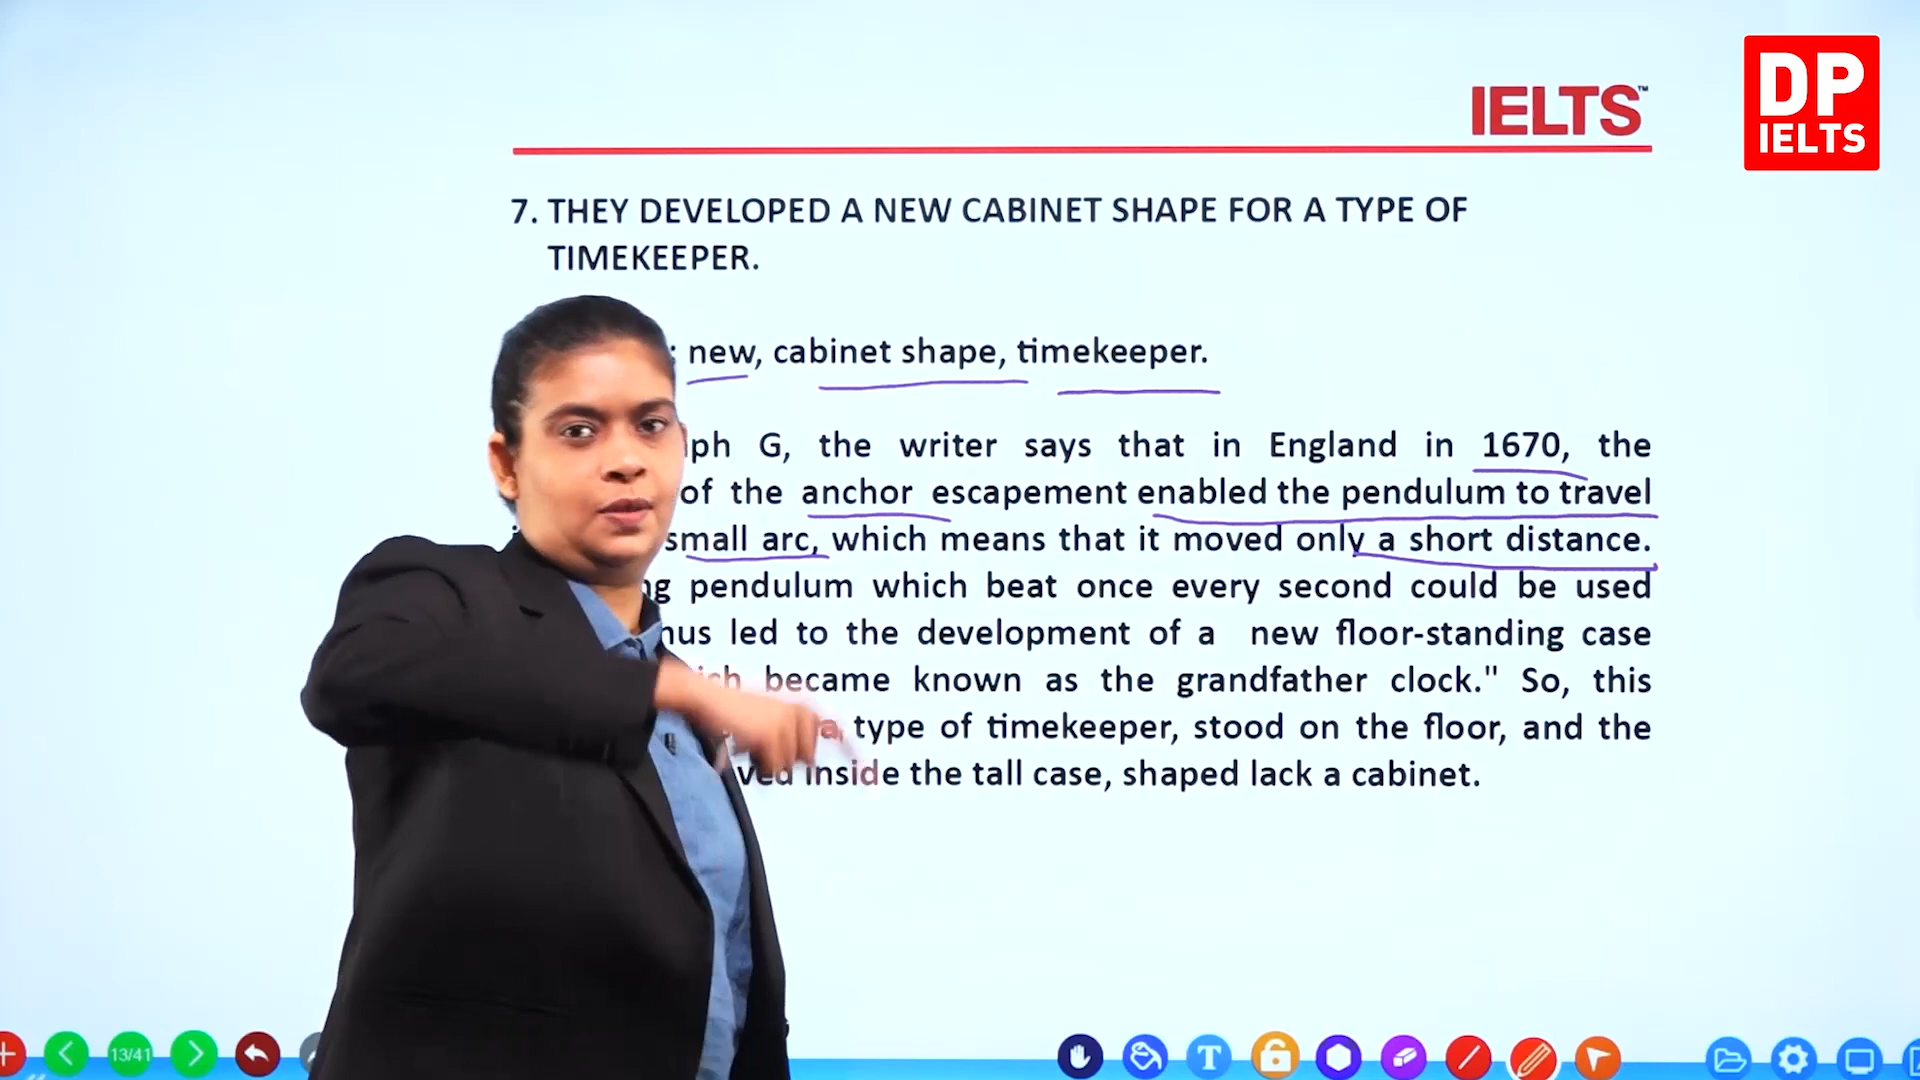 DP
IELTS
IELTS™
7. THEY DEVELOPED A NEW CABINET SHAPE FOR A TYPE OF
TIMEKEEPER.
: new, cabinet shape, timekeeper.
G, the writer says that in England in 1670, the
of the anchor escapement enabled the pendulum to travel
small arc, which means that it moved only a short distance.
pendulum which beat once every second could be used
led to the development of a new floor-standing case
became known as the grandfather clock." So, this
a type of timekeeper, stood on the floor, and the
inside the tall case, shaped lack a cabinet.
13/41
T